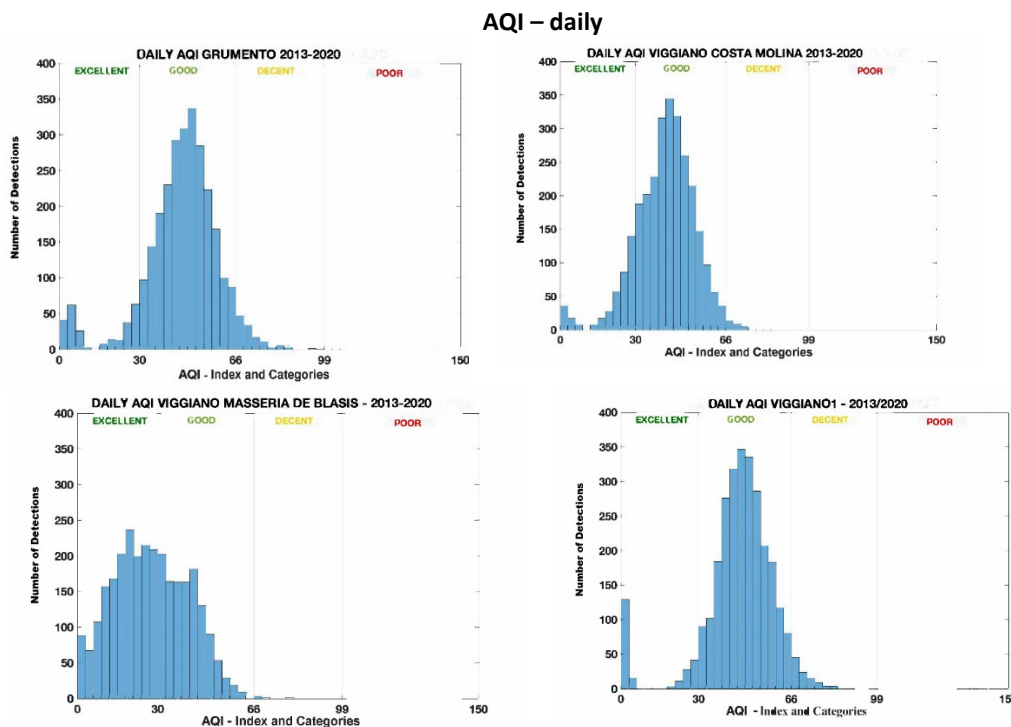 AQI – daily
DAILY AQI GRUMENTO 2013-2020
400
EXCELLENT GOOD DECENT POOR
350
300
250
200
150
100
50
0
Number of Detections
0 30 66 99 150
AQI - Index and Categories
DAILY AQI VIGGIANO COSTA MOLINA 2013-2020
400
EXCELLENT GOOD DECENT POOR
350
300
250
200
150
100
50
0
Number of Detections
0 30 66 99 150
AQI - Index and Categories
DAILY AQI VIGGIANO MASSERIA DE BLASIS - 2013-2020
400
EXCELLENT GOOD DECENT POOR
350
300
250
200
150
100
50
0
Number of Detections
0 30 66 99 150
AQI - Index and Categories
DAILY AQI VIGGIANO1 - 2013/2020
400
EXCELLENT GOOD DECENT POOR
350
300
250
200
150
100
50
0
Number of Detections
0 30 66 99
AQI - Index and Categories